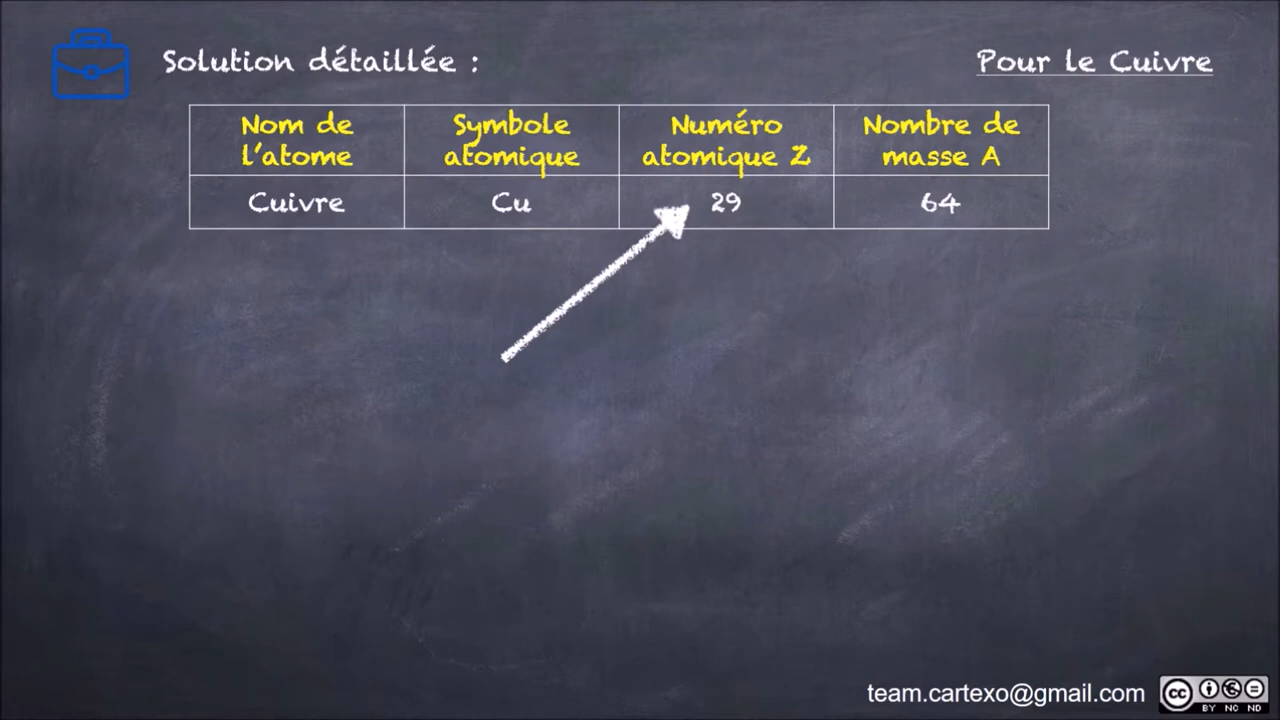 Solution détaillée :
Pour le Cuivre
Nom de
l'atome
Symbole
atomique
Numéro
atomique Z
Nombre de
masse A
Cuivre
Cu
29
64
team.cartexo@gmail.com
cc
BY NC ND